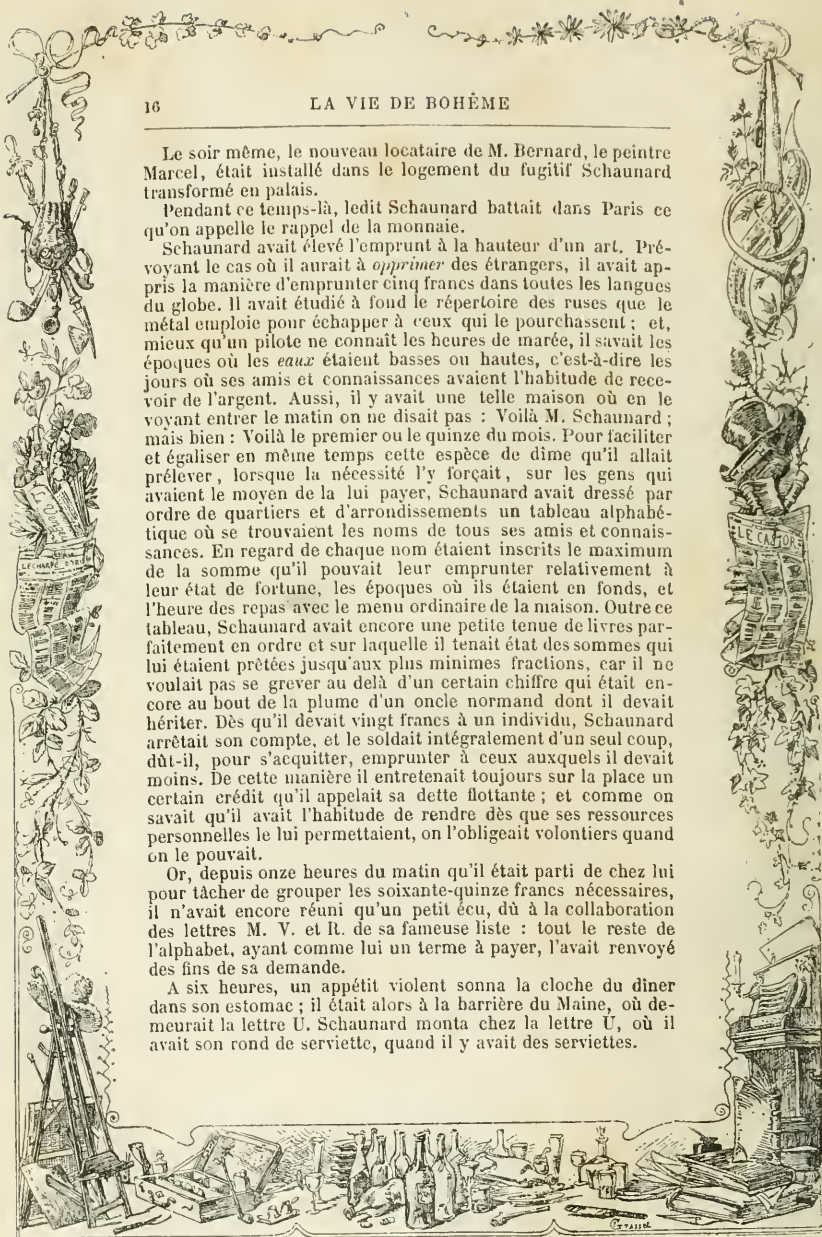 16
LA VIE DE BOHÊME
Le soir même, le nouveau locataire de M. Bernard, le peintre
Marcel, était installé dans le logement du fugitif Schaunard
transformé en palais.
Pendant ce temps-là, ledit Schaunard battait dans Paris ce
qu'on appelle le rappel de la monnaie.
Schaunard avait élevé l'emprunt à la hauteur d'un art. Pré-
voyant le cas où il aurait à opprimer des étrangers, il avait ap-
pris la manière d'emprunter cinq francs dans toutes les langues
du globe. Il avait étudié à fond le répertoire des ruses que le
métal emploie pour échapper à ceux qui le pourchassent ; et,
mieux qu'un pilote ne connaît les heures de marée, il savait les
époques où les eaux étaient basses ou hautes, c'est-à-dire les
jours où ses amis et connaissances avaient l'habitude de rece-
voir de l'argent. Aussi, il y avait une telle maison où en le
voyant entrer le matin on ne disait pas : Voilà M. Schaunard ;
mais bien : Voilà le premier ou le quinze du mois. Pour faciliter
et égaliser en même temps cette espèce de dîme qu'il allait
prélever, lorsque la nécessité l'y forçait, sur les gens qui
avaient le moyen de la lui payer, Schaunard avait dressé par
ordre de quartiers et d'arrondissements un tableau alphabé-
tique où se trouvaient les noms de tous ses amis et connais-
sances. En regard de chaque nom étaient inscrits le maximum
de la somme qu'il pouvait leur emprunter relativement à
leur état de fortune, les époques où ils étaient en fonds, et
l'heure des repas avec le menu ordinaire de la maison. Outre ce
tableau, Schaunard avait encore une petite tenue de livres par-
faitement en ordre et sur laquelle il tenait état des sommes qui
lui étaient prêtées jusqu'aux plus minimes fractions, car il ne
voulait pas se grever au delà d'un certain chiffre qui était en-
core au bout de la plume d'un oncle normand dont il devait
hériter. Dès qu'il devait vingt francs à un individu, Schaunard
arrêtait son compte, et le soldait intégralement d'un seul coup,
dût-il, pour s'acquitter, emprunter à ceux auxquels il devait
moins. De cette manière il entretenait toujours sur la place un
certain crédit qu'il appelait sa dette flottante ; et comme on
savait qu'il avait l'habitude de rendre dès que ses ressources
personnelles le lui permettaient, on l'obligeait volontiers quand
on le pouvait.
Or, depuis onze heures du matin qu'il était parti de chez lui
pour tâcher de grouper les soixante-quinze francs nécessaires,
il n'avait encore réuni qu'un petit écu, dû à la collaboration
des lettres M. V. et R. de sa fameuse liste : tout le reste de
l'alphabet, ayant comme lui un terme à payer, l'avait renvoyé
des fins de sa demande.
A six heures, un appétit violent sonna la cloche du dîner
dans son estomac ; il était alors à la barrière du Maine, où de-
meurait la lettre U. Schaunard monta chez la lettre U, où il
avait son rond de serviette, quand il y avait des serviettes.
LE CASTOR